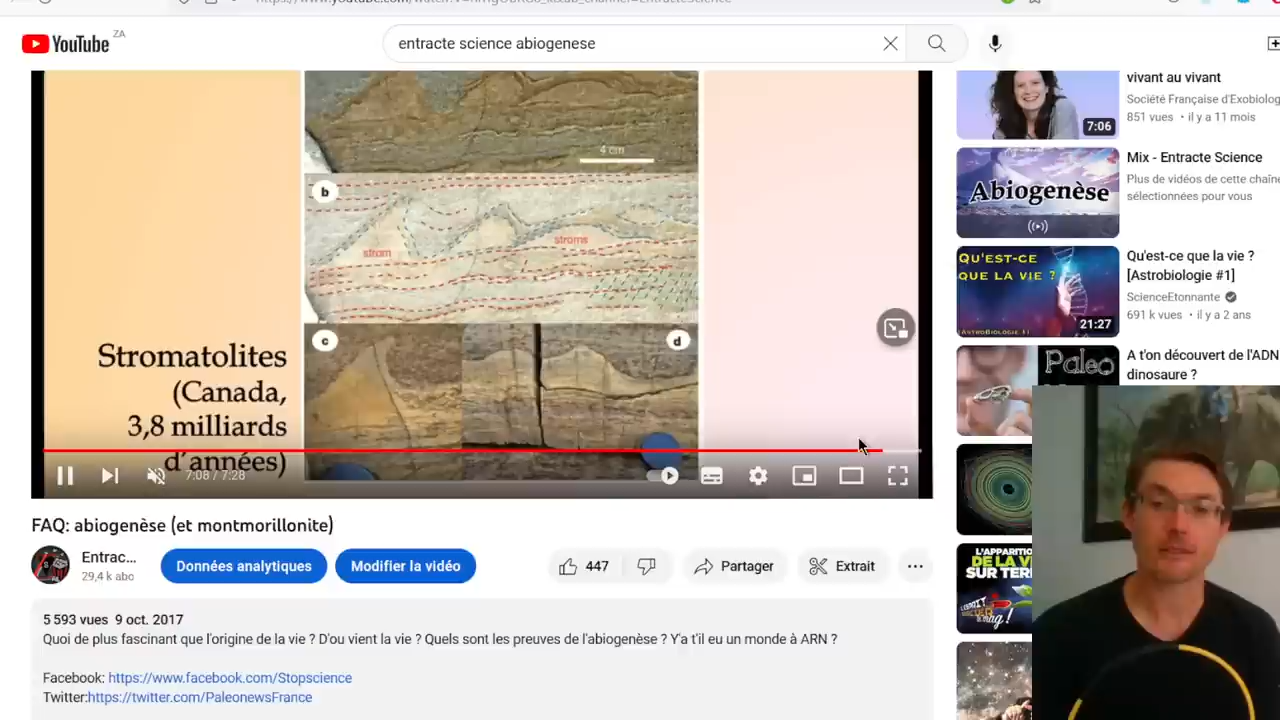 YouTube ZA
entracte science abiogenese
4 cm
b
strom
stroms
c
d
Stromatolites
(Canada,
3,8 milliards
d'années)
7:08 / 7:28
FAQ: abiogenèse (et montmorillonite)
Entrac...
29,4 k abo
Données analytiques
Modifier la vidéo
447
Partager
Extrait
5 593 vues 9 oct. 2017
Quoi de plus fascinant que l'origine de la vie ? D'ou vient la vie ? Quels sont les preuves de l'abiogenèse ? Y'a t'il eu un monde à ARN ?
Facebook: https://www.facebook.com/Stopscience
Twitter:https://twitter.com/PaleonewsFrance
vivant au vivant
Société Française d'Exobiolog
851 vues • il y a 11 mois
7:06
Abiogenèse
Mix - Entracte Science
Plus de vidéos de cette chaîne
sélectionnées pour vous
QU'EST-CE
QUE LA VIE ?
21:27
Qu'est-ce que la vie ?
[Astrobiologie #1]
ScienceEtonnante
691 k vues • il y a 2 ans
Paleo
A t'on découvert de l'ADN
dinosaure ?
L'APPARITI
DE LA V
SUR TER